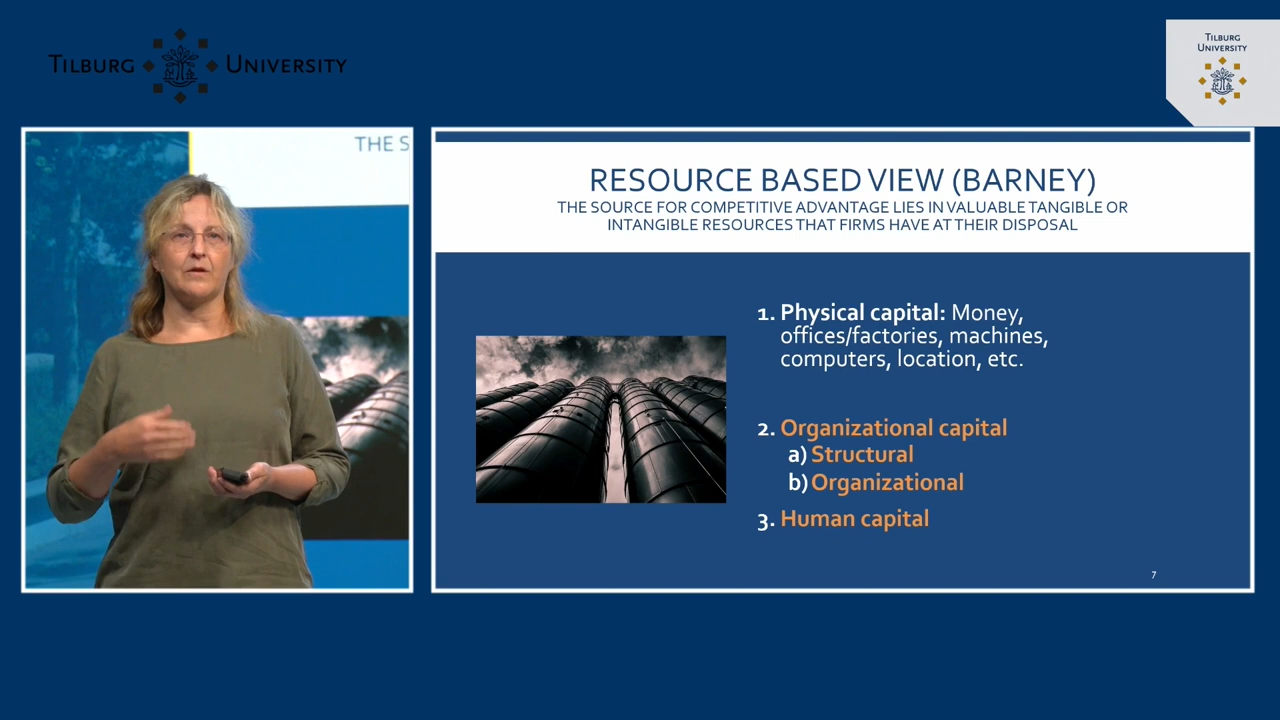 TILBURG UNIVERSITY
TILBURG
UNIVERSITY
THE S
RESOURCE BASED VIEW (BARNEY)
THE SOURCE FOR COMPETITIVE ADVANTAGE LIES IN VALUABLE TANGIBLE OR
INTANGIBLE RESOURCES THAT FIRMS HAVE AT THEIR DISPOSAL
1. Physical capital: Money,
offices/factories, machines,
computers, location, etc.
2. Organizational capital
a) Structural
b) Organizational
3. Human capital
7